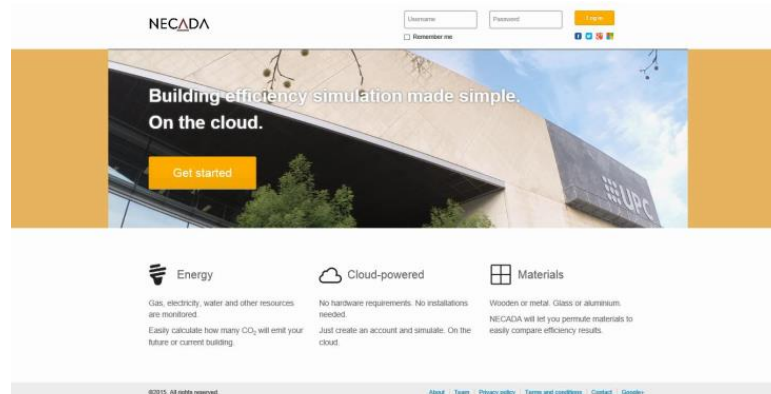 NECADA
Username
Password
Log in
Remember me
Building efficiency simulation made simple.
On the cloud.
Get started
UPC
Energy
Gas, electricity, water and other resources
are monitored.
Easily calculate how many CO₂ will emit your
future or current building.
Cloud-powered
No hardware requirements. No installations
needed.
Just create an account and simulate. On the
cloud.
Materials
Wooden or metal. Glass or aluminium.
NECADA will let you permute materials to
easily compare efficiency results.
©2015. All rights reserved.
About | Team | Privacy policy | Terms and conditions | Contact | Google+